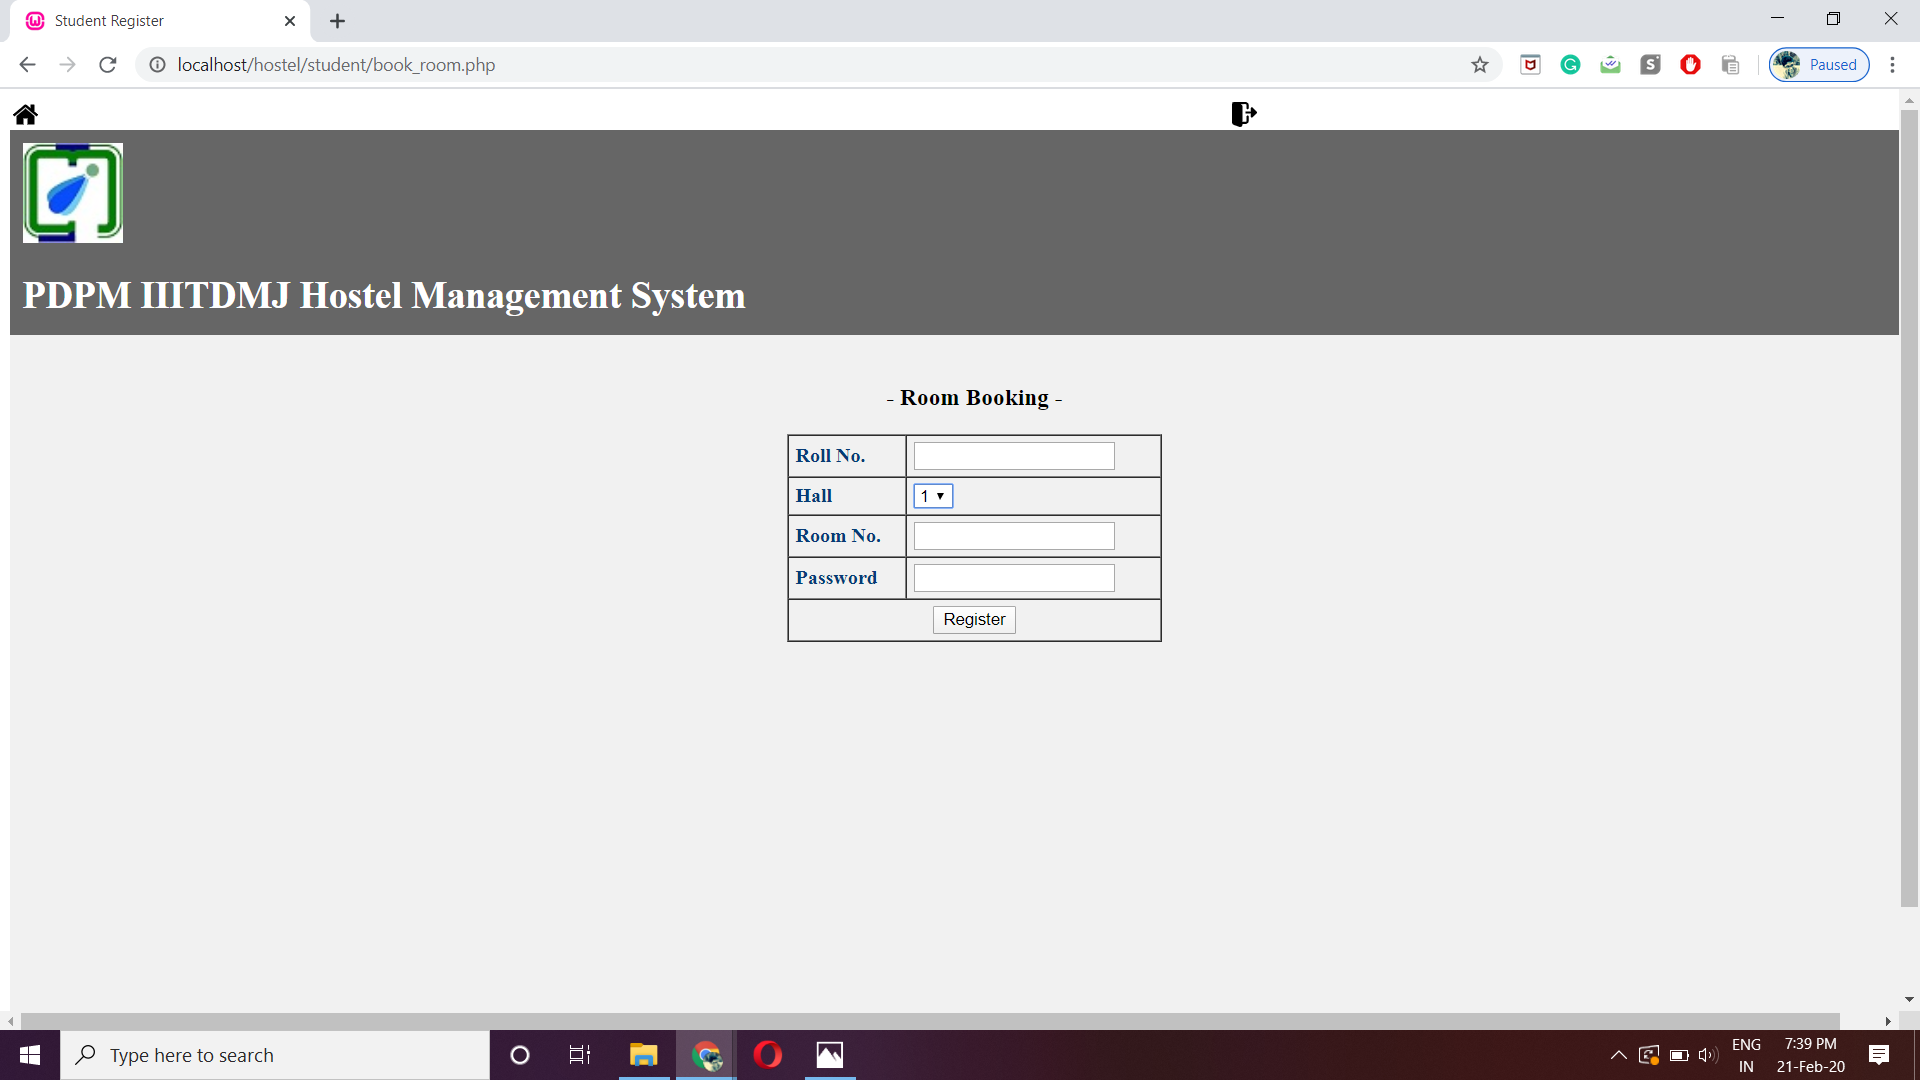 Student Register
localhost/hostel/student/book_room.php
Paused
PDPM IIITDMJ Hostel Management System
- Room Booking -
Roll No.
Hall 1
Room No.
Password
Register
Type here to search
ENG
IN
7:39 PM
21-Feb-20